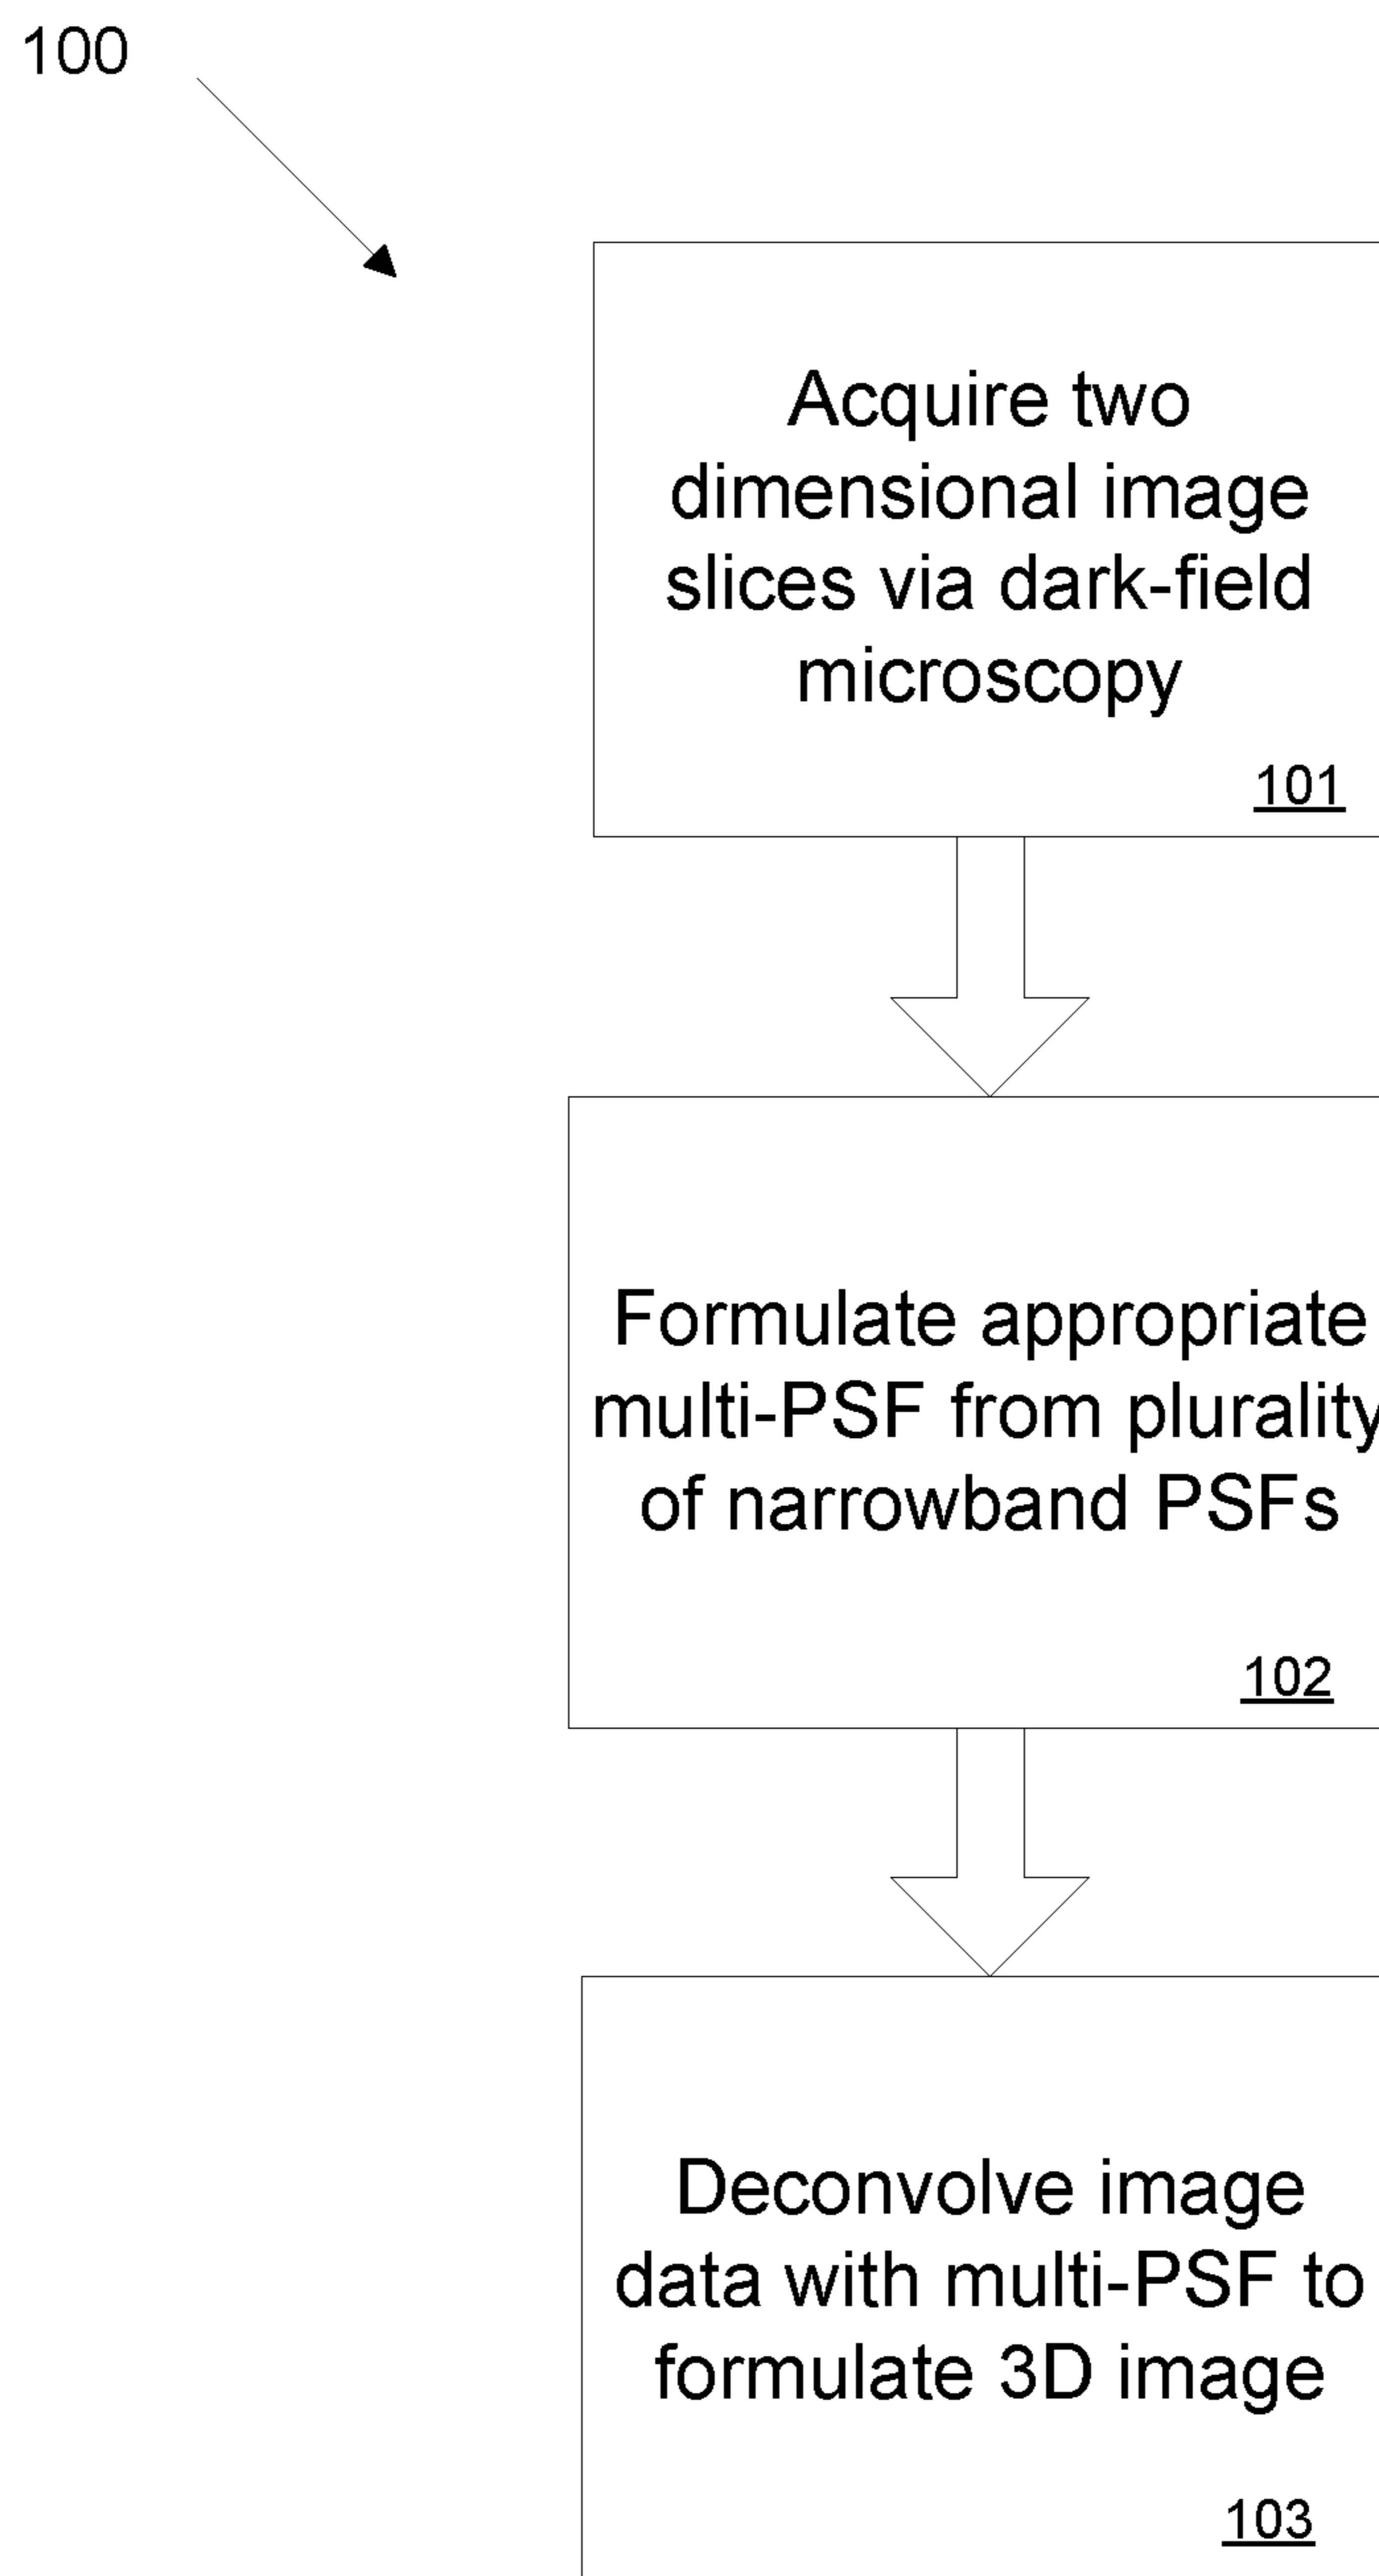 100
Acquire two
dimensional image
slices via dark-field
microscopy
101
Formulate appropriate
multi-PSF from plurality
of narrowband PSFs
102
Deconvolve image
data with multi-PSF to
formulate 3D image
103